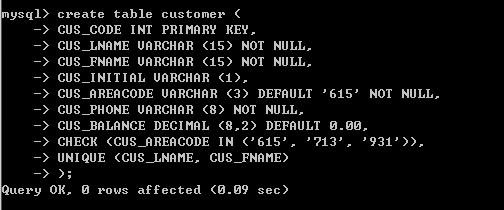 mysql> create table customer (
-> CUS_CODE INT PRIMARY KEY,
-> CUS_LNAME VARCHAR (15) NOT NULL,
-> CUS_FNAME VARCHAR (15) NOT NULL,
-> CUS_INITIAL VARCHAR (1),
-> CUS_AREACODE VARCHAR (3) DEFAULT '615' NOT NULL,
-> CUS_PHONE VARCHAR (8) NOT NULL,
-> CUS_BALANCE DECIMAL (8,2) DEFAULT 0.00,
-> CHECK (CUS_AREACODE IN ('615', '713', '931')),
-> UNIQUE (CUS_LNAME, CUS_FNAME)
-> );
Query OK, 0 rows affected (0.09 sec)